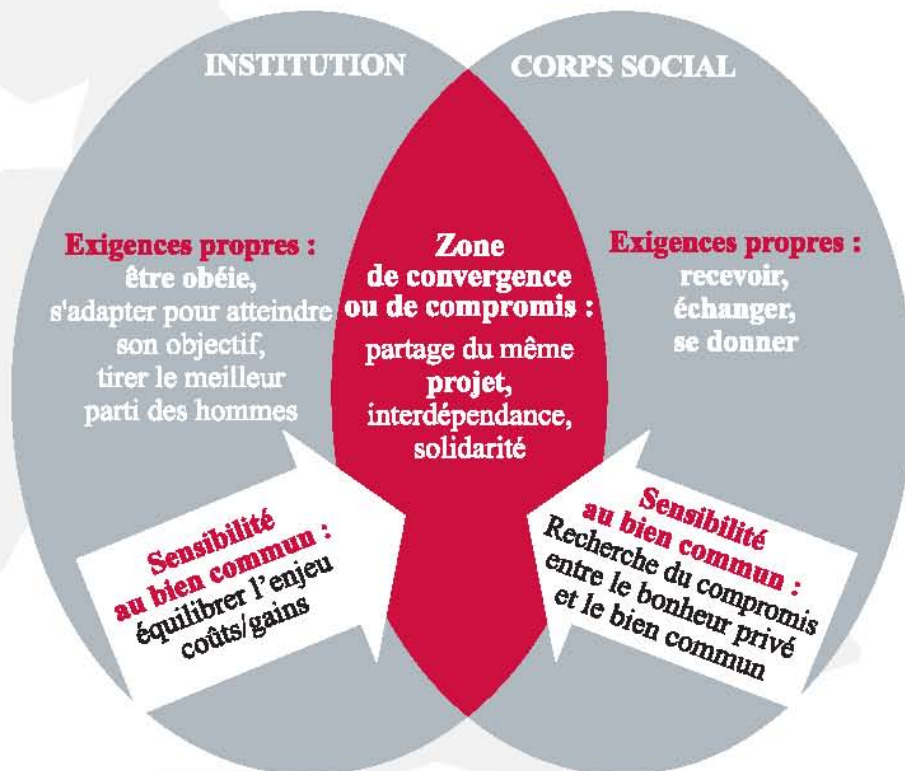 INSTITUTION
CORPS SOCIAL
Exigences propres :
être obéie,
s'adapter pour atteindre
son objectif,
tirer le meilleur
parti des hommes
Zone
de convergence
ou de compromis :
partage du même
projet,
interdépendance,
solidarité
Exigences propres :
recevoir,
échanger,
se donner
Sensibilité
au bien commun :
équilibrer l’enjeu
coûts/gains
Sensibilité
au bien commun :
Recherche du compromis
entre le bonheur privé
et le bien commun